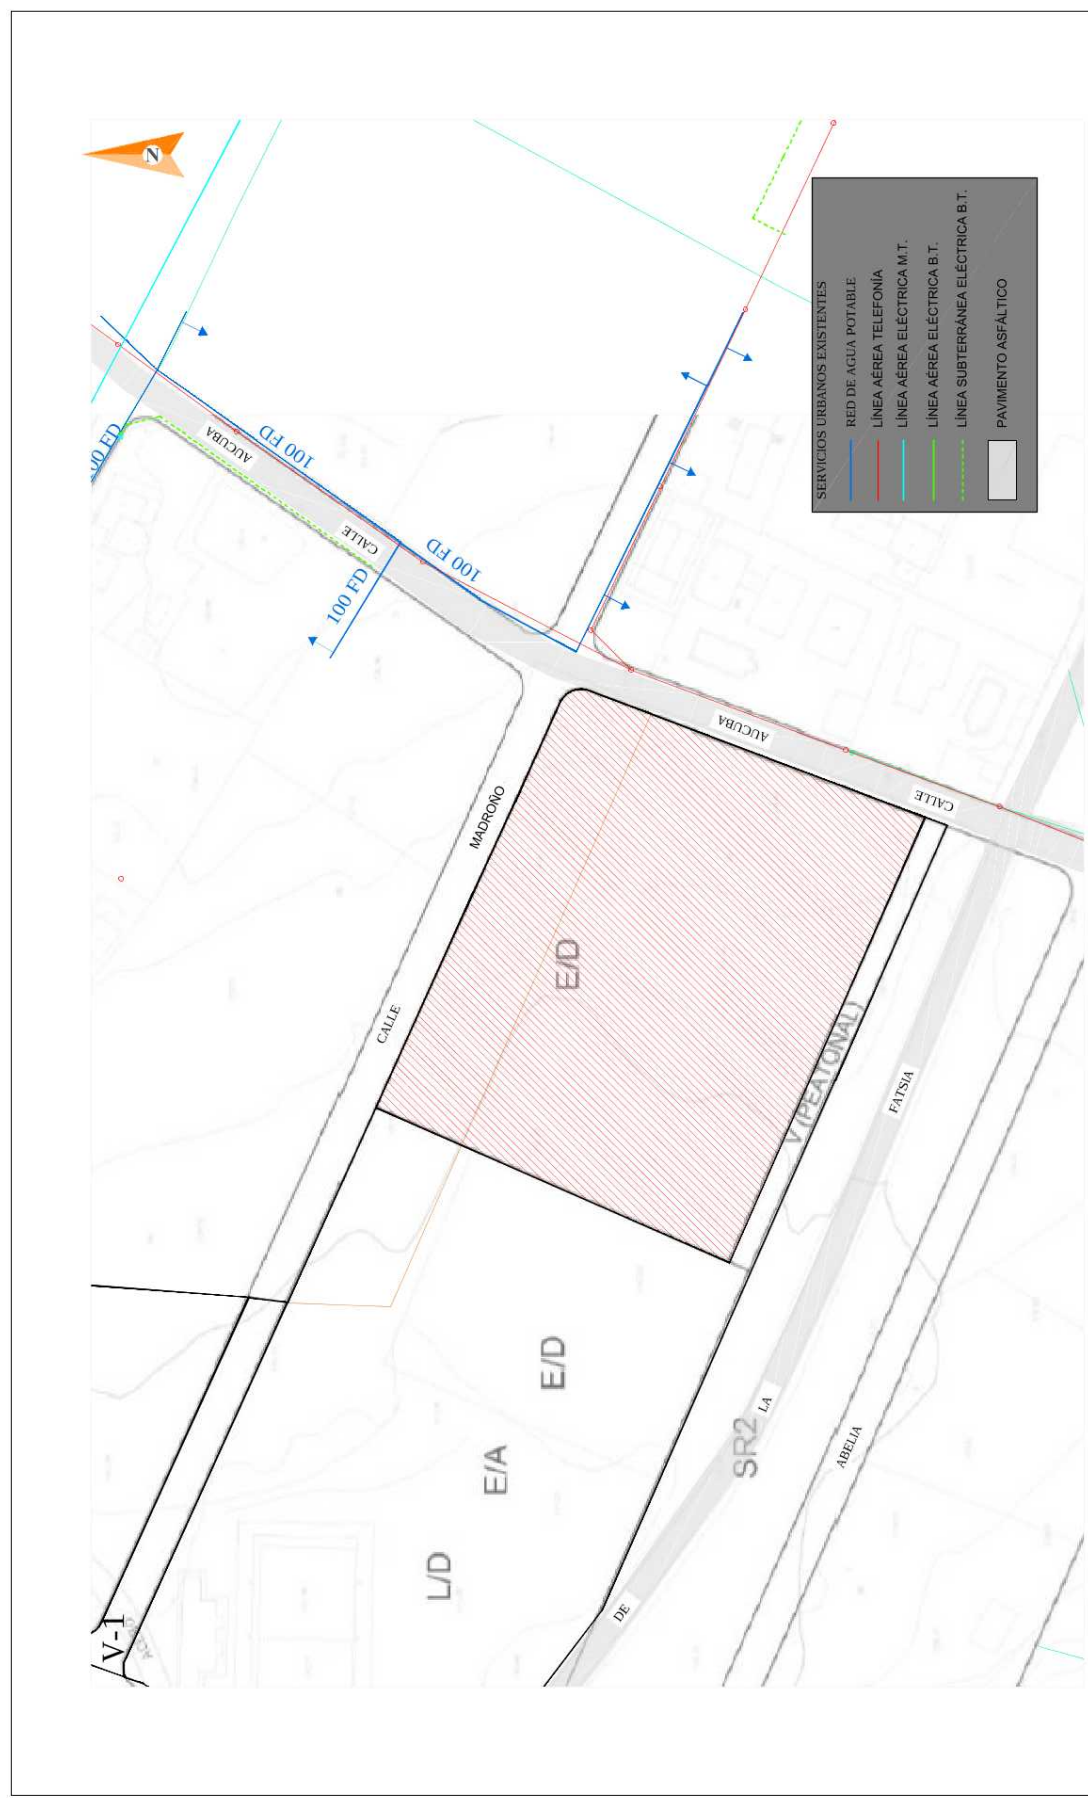 N
SERVICIOS URBANOS EXISTENTES
RED DE AGUA POTABLE
LÍNEA AÉREA TELEFONÍA
LÍNEA AÉREA ELÉCTRICA M.T.
LÍNEA AÉREA ELÉCTRICA B.T.
LÍNEA SUBTERRÁNEA ELÉCTRICA B.T.
PAVIMENTO ASFÁLTICO
100 FD
CALLE AUCUBA
100 FD
100 FD
CALLE AUCUBA
CALLE MADROÑO
E/D
V (PEATONAL)
FATSIA
DE LA
ABELIA
SR2
E/D
E/A
L/D
V-1